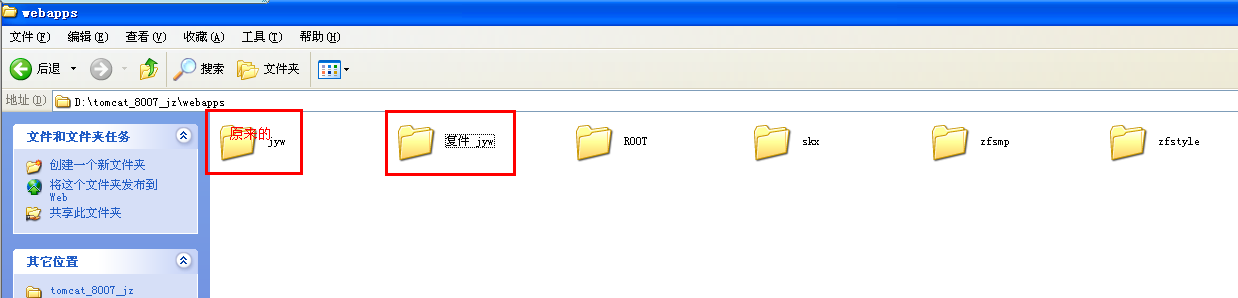 webapps
文件(F) 编辑(E) 查看(V) 收藏(A) 工具(T) 帮助(H)
后退 搜索 文件夹
地址(D) D:\tomcat_8007_jz\webapps
文件和文件夹任务
创建一个新文件夹
将这个文件夹发布到
Web
共享此文件夹
其它位置
tomcat_8007_jz
原来的
jyw
复件 jyw
ROOT
skx
zfsmp
zfstyle